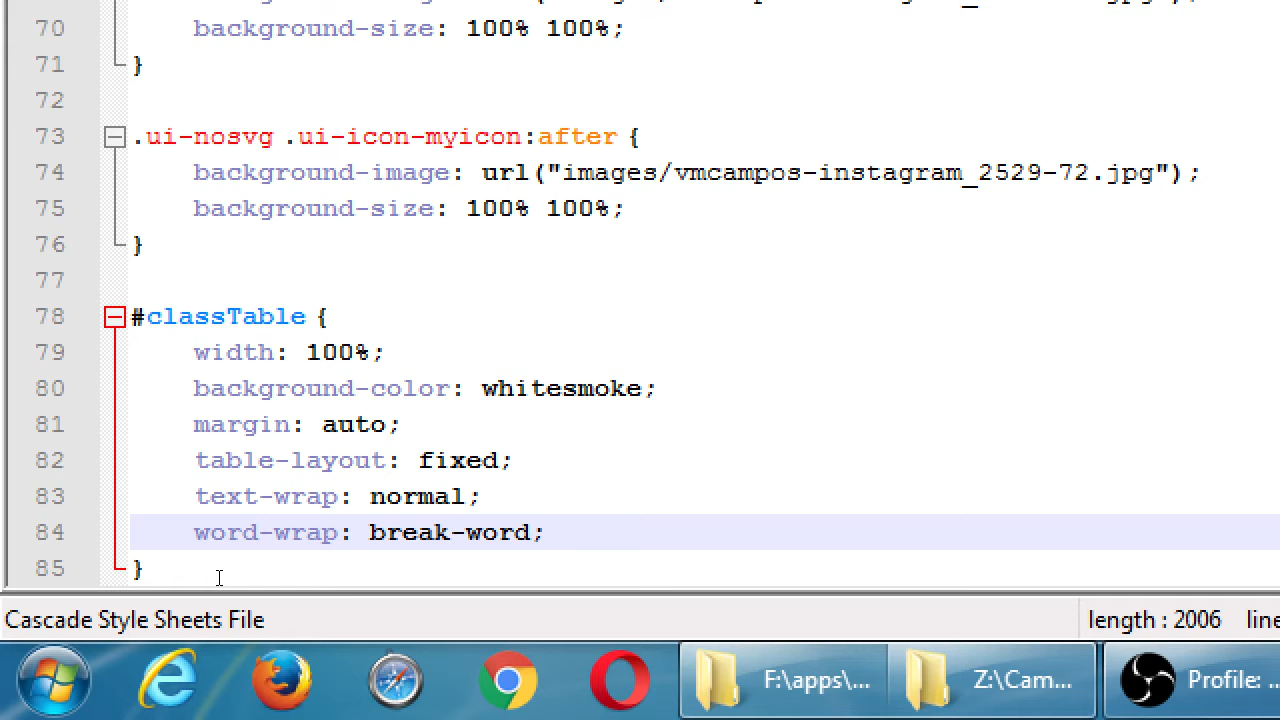 70 background-size: 100% 100%;
71 }
72
73 .ui-nosvg .ui-icon-myicon:after {
74 background-image: url("images/vmcampos-instagram_2529-72.jpg");
75 background-size: 100% 100%;
76 }
77
78 #classTable {
79 width: 100%;
80 background-color: whitesmoke;
81 margin: auto;
82 table-layout: fixed;
83 text-wrap: normal;
84 word-wrap: break-word;
85 }
Cascade Style Sheets File length : 2006 line
F:\apps\... Z:\Cam... Profile: ...